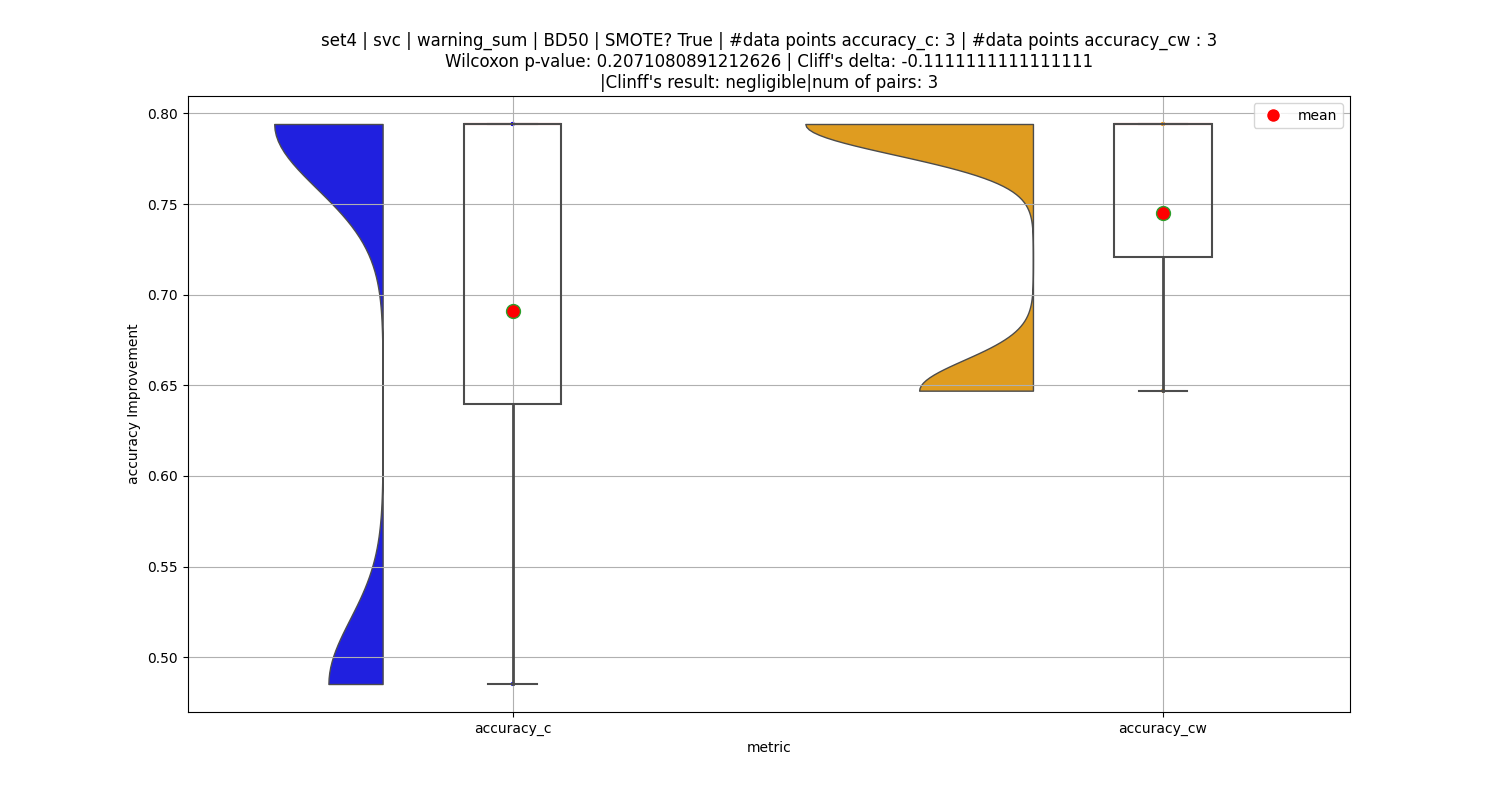 set4 | svc | warning_sum | BD50 | SMOTE? True | #data points accuracy_c: 3 | #data points accuracy_cw : 3
Wilcoxon p-value: 0.2071080891212626 | Cliff's delta: -0.1111111111111111
|Clinff's result: negligible|num of pairs: 3
mean
0.80
0.75
0.70
0.65
0.60
0.55
0.50
accuracy Improvement
accuracy_c
accuracy_cw
metric